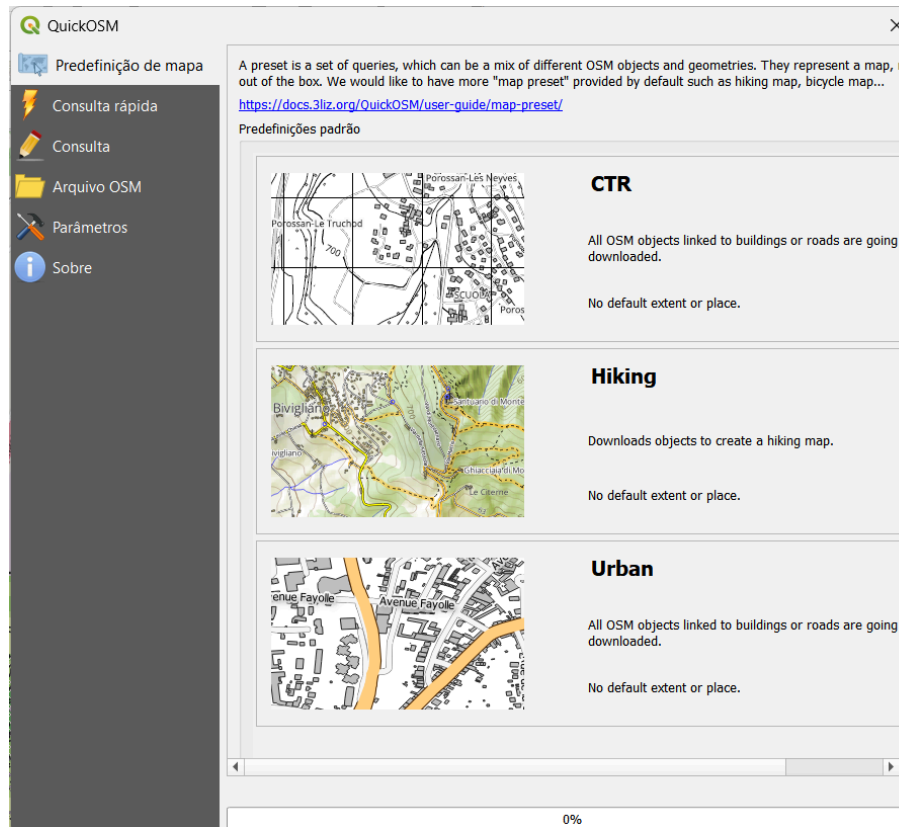 QuickOSM
Predefinição de mapa
Consulta rápida
Consulta
Arquivo OSM
Parâmetros
Sobre
A preset is a set of queries, which can be a mix of different OSM objects and geometries. They represent a map,
out of the box. We would like to have more "map preset" provided by default such as hiking map, bicycle map...
https://docs.3liz.org/QuickOSM/user-guide/map-preset/
Predefinições padrão
Porossan-Les Neyves
Porossan-Le Truchod
700
SCUOLA
Poros
CTR
All OSM objects linked to buildings or roads are going
downloaded.
No default extent or place.
Bivigliano
ivigliano
700
Santuario di Monte
Ghiacciaia di Mo
Le Citerne
Hiking
Downloads objects to create a hiking map.
No default extent or place.
enue Fayolle
Avenue Fayolle
Urban
All OSM objects linked to buildings or roads are going
downloaded.
No default extent or place.
0%